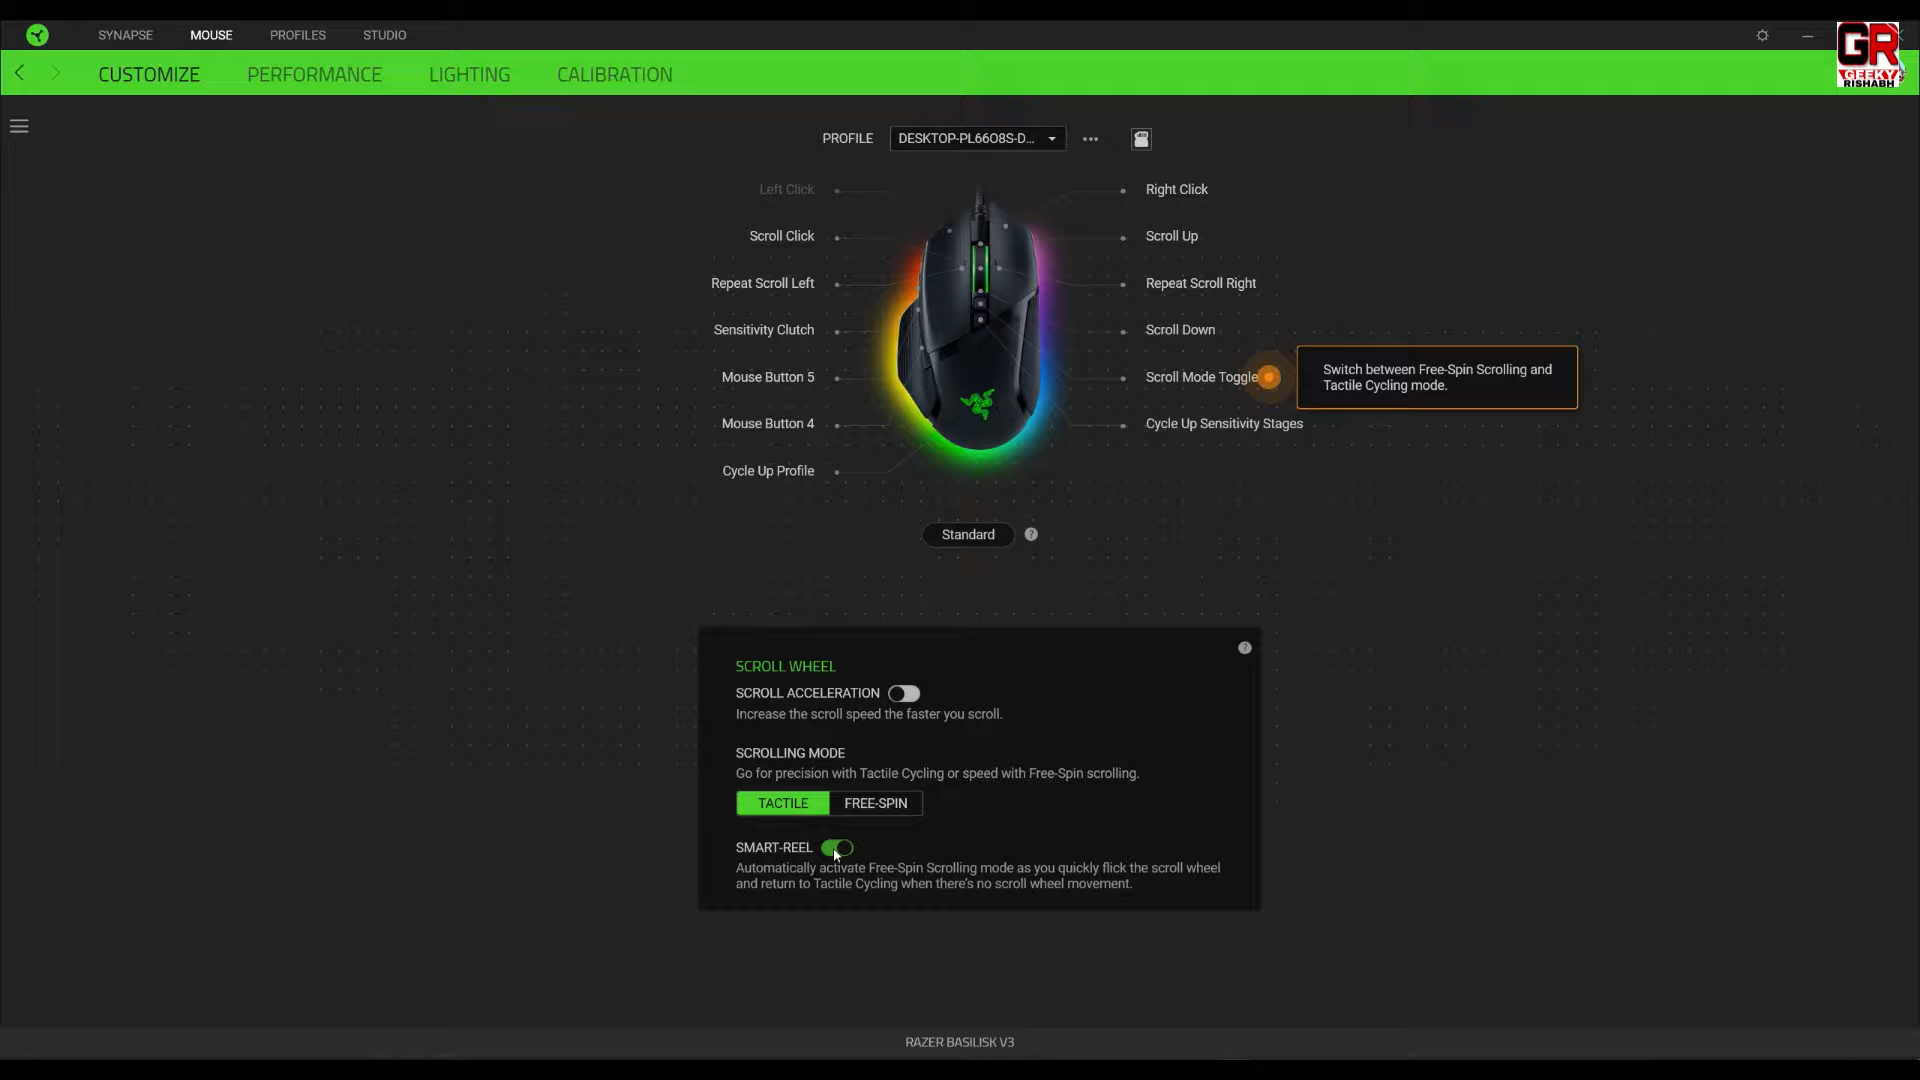 SYNAPSE MOUSE PROFILES STUDIO
GR
GEEKY
RISHABH
CUSTOMIZE PERFORMANCE LIGHTING CALIBRATION
PROFILE DESKTOP-PL66O8S-D... •••
Left Click Right Click
Scroll Click Scroll Up
Repeat Scroll Left Repeat Scroll Right
Sensitivity Clutch Scroll Down
Mouse Button 5 Scroll Mode Toggle
Switch between Free-Spin Scrolling and
Tactile Cycling mode.
Mouse Button 4 Cycle Up Sensitivity Stages
Cycle Up Profile
Standard ?
?
SCROLL WHEEL
SCROLL ACCELERATION
Increase the scroll speed the faster you scroll.
SCROLLING MODE
Go for precision with Tactile Cycling or speed with Free-Spin scrolling.
TACTILE FREE-SPIN
SMART-REEL
Automatically activate Free-Spin Scrolling mode as you quickly flick the scroll wheel
and return to Tactile Cycling when there's no scroll wheel movement.
RAZER BASILISK V3